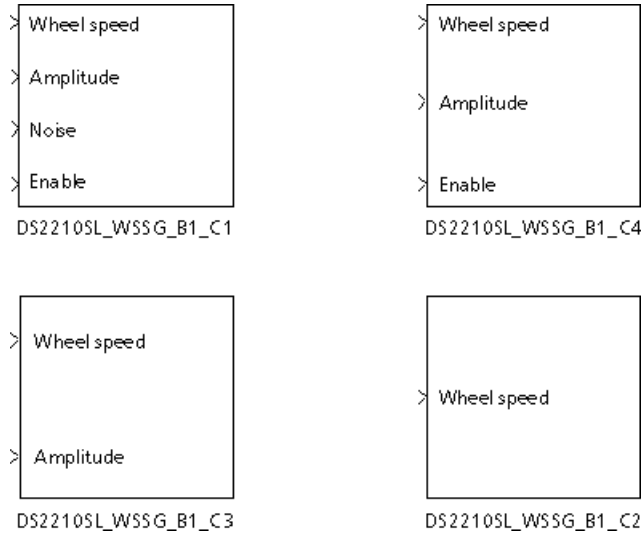 Wheel speed
Amplitude
Noise
Enable
DS2210SL_WSSG_B1_C1
Wheel speed
Amplitude
Enable
DS2210SL_WSSG_B1_C4
Wheel speed
Amplitude
DS2210SL_WSSG_B1_C3
Wheel speed
DS2210SL_WSSG_B1_C2